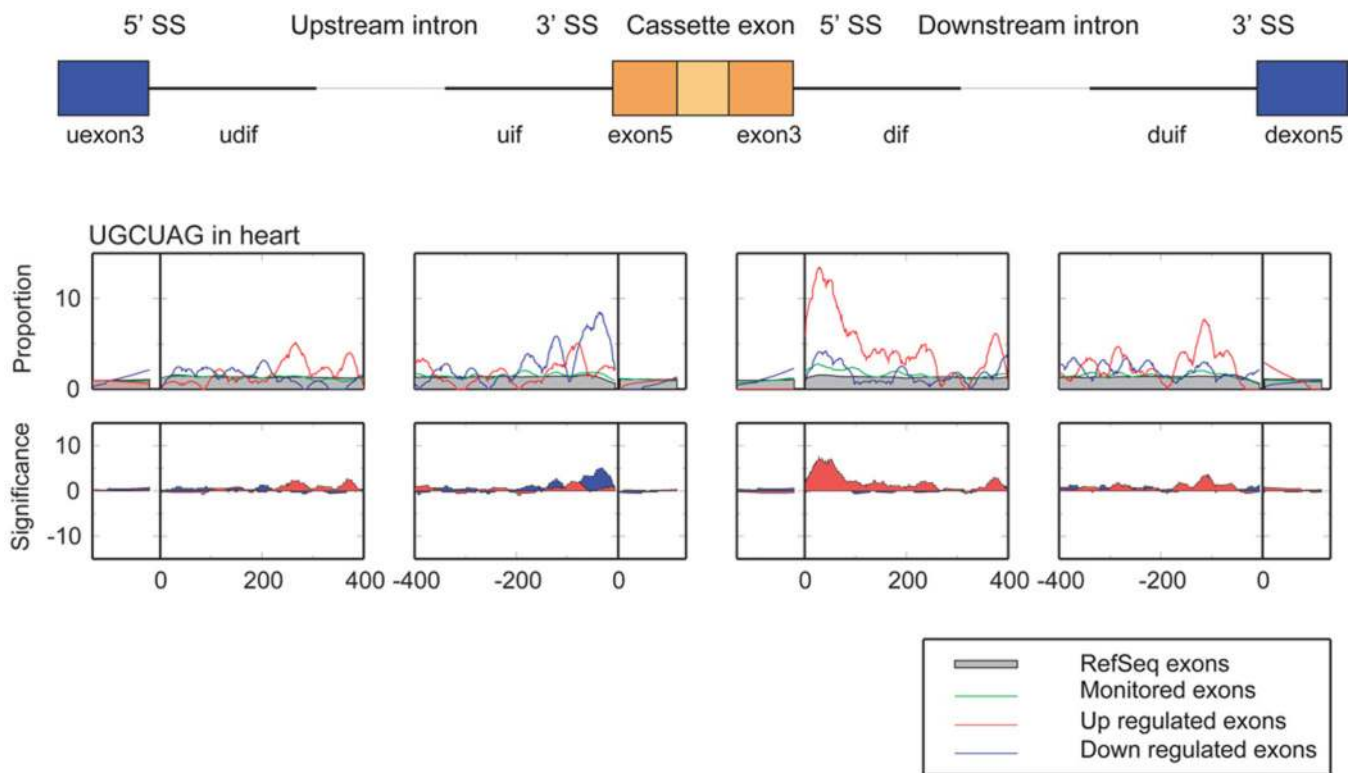 5' SS Upstream intron 3' SS Cassette exon 5' SS Downstream intron 3' SS
uexon3 udif uif exon5 exon3 dif duif dexon5
UGCUAG in heart
Proportion
10
0
Significance
10
0
-10
0 200 400 -400 -200 0 0 200 400 -400 -200 0
RefSeq exons
Monitored exons
Up regulated exons
Down regulated exons